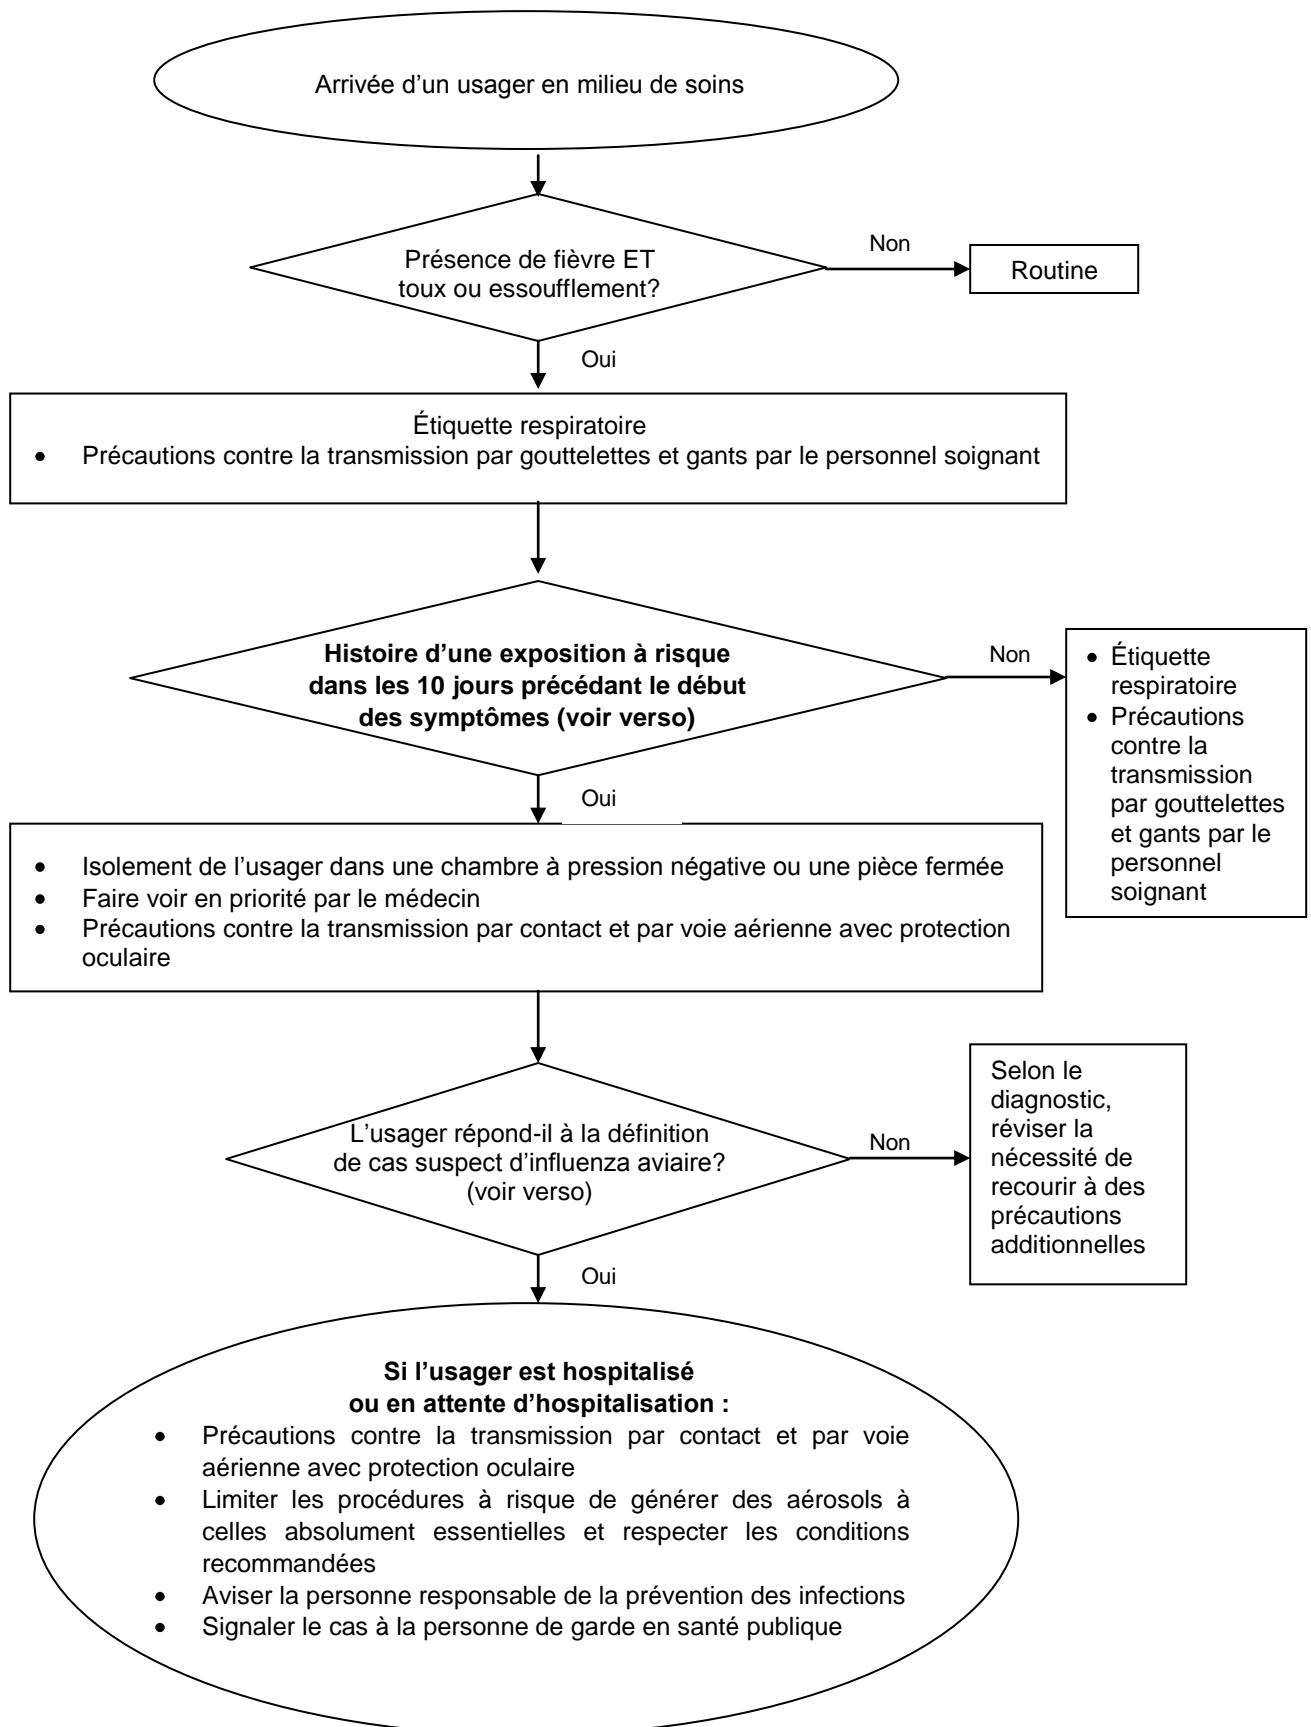 Arrivée d'un usager en milieu de soins
Présence de fièvre ET
toux ou essoufflement?
Non
Routine
Oui
Étiquette respiratoire
• Précautions contre la transmission par gouttelettes et gants par le personnel soignant
Histoire d'une exposition à risque
dans les 10 jours précédant le début
des symptômes (voir verso)
Non
• Étiquette
respiratoire
• Précautions
contre la
transmission
par gouttelettes
et gants par le
personnel
soignant
Oui
• Isolement de l'usager dans une chambre à pression négative ou une pièce fermée
• Faire voir en priorité par le médecin
• Précautions contre la transmission par contact et par voie aérienne avec protection
oculaire
L'usager répond-il à la définition
de cas suspect d'influenza aviaire?
(voir verso)
Non
Selon le
diagnostic,
réviser la
nécessité de
recourir à des
précautions
additionnelles
Oui
Si l'usager est hospitalisé
ou en attente d'hospitalisation :
• Précautions contre la transmission par contact et par voie
aérienne avec protection oculaire
• Limiter les procédures à risque de générer des aérosols à
celles absolument essentielles et respecter les conditions
recommandées
• Aviser la personne responsable de la prévention des infections
• Signaler le cas à la personne de garde en santé publique